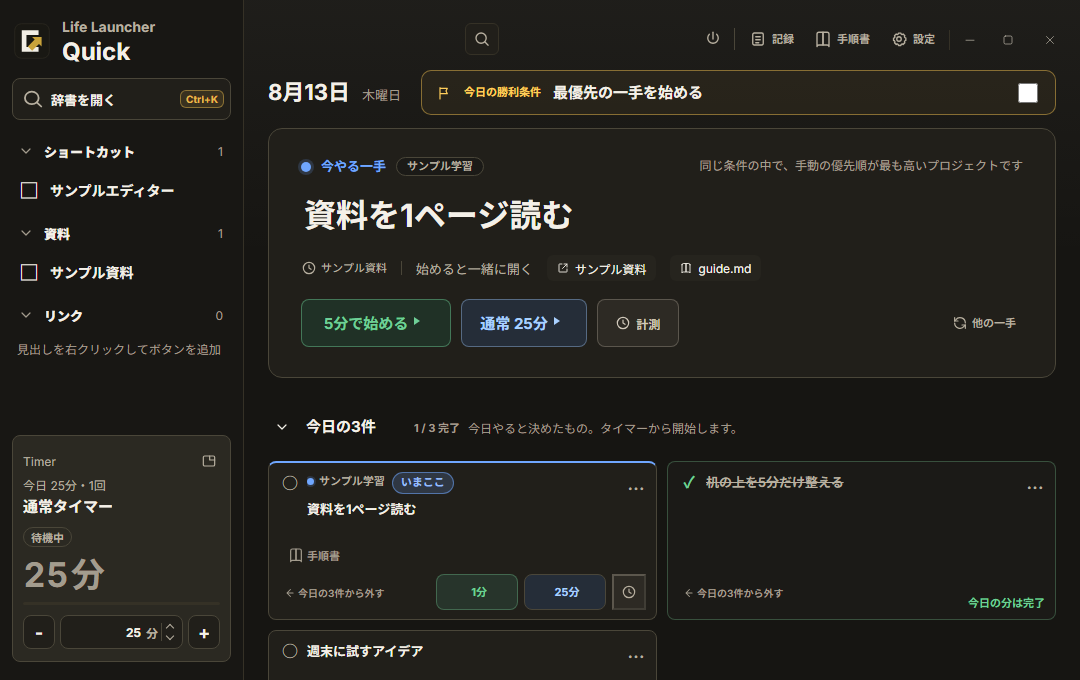 Life Launcher
Quick
辞書を開く Ctrl+K
ショートカット 1
サンプルエディター
資料 1
サンプル資料
リンク 0
見出しを右クリックしてボタンを追加
Timer
今日 25分・1回
通常タイマー
待機中
25分
- 25 分 +
記録 手順書 設定
8月13日 木曜日
今日の勝利条件 最優先の一手を始める
今やる一手 サンプル学習 同じ条件の中で、手動の優先順が最も高いプロジェクトです
資料を1ページ読む
サンプル資料 始めると一緒に開く サンプル資料 guide.md
5分で始める 通常 25分 計測 他の一手
今日の3件 1 / 3 完了 今日やると決めたもの。タイマーから開始します。
サンプル学習 いまここ ...
資料を1ページ読む
手順書
← 今日の3件から外す 1分 25分
机の上を5分だけ整える ...
← 今日の3件から外す
今日の分は完了
週末に試すアイデア ...